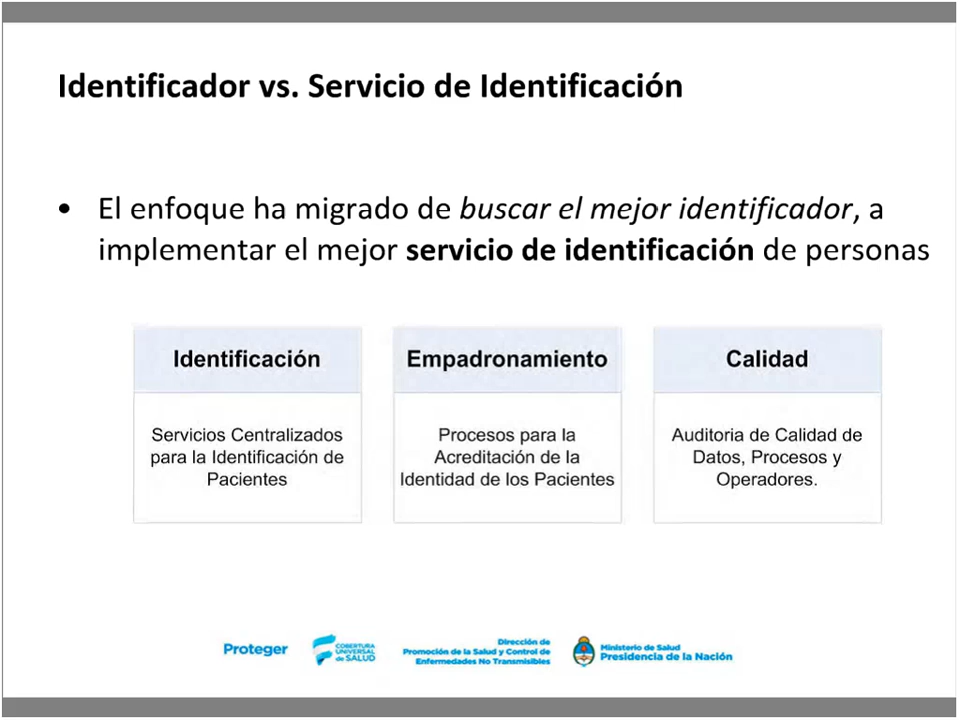 Identificador vs. Servicio de Identificación
• El enfoque ha migrado de buscar el mejor identificador, a
implementar el mejor servicio de identificación de personas
Identificación
Servicios Centralizados
para la Identificación de
Pacientes
Empadronamiento
Procesos para la
Acreditación de la
Identidad de los Pacientes
Calidad
Auditoria de Calidad de
Datos, Procesos y
Operadores.
Proteger
COBERTURA
UNIVERSAL
de SALUD
Dirección de
Promoción de la Salud y Control de
Enfermedades No Transmisibles
Ministerio de Salud
Presidencia de la Nación